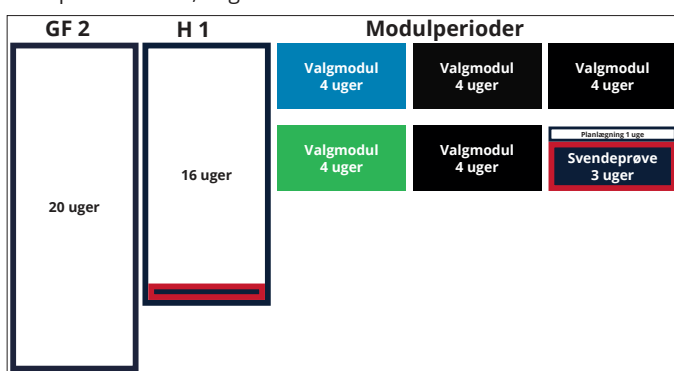 GF 2
H 1
Modulperioder
Valgmodul
4 uger
Valgmodul
4 uger
Valgmodul
4 uger
Valgmodul
4 uger
Valgmodul
4 uger
Planlægning 1 uge
Svendeprøve
3 uger
16 uger
20 uger